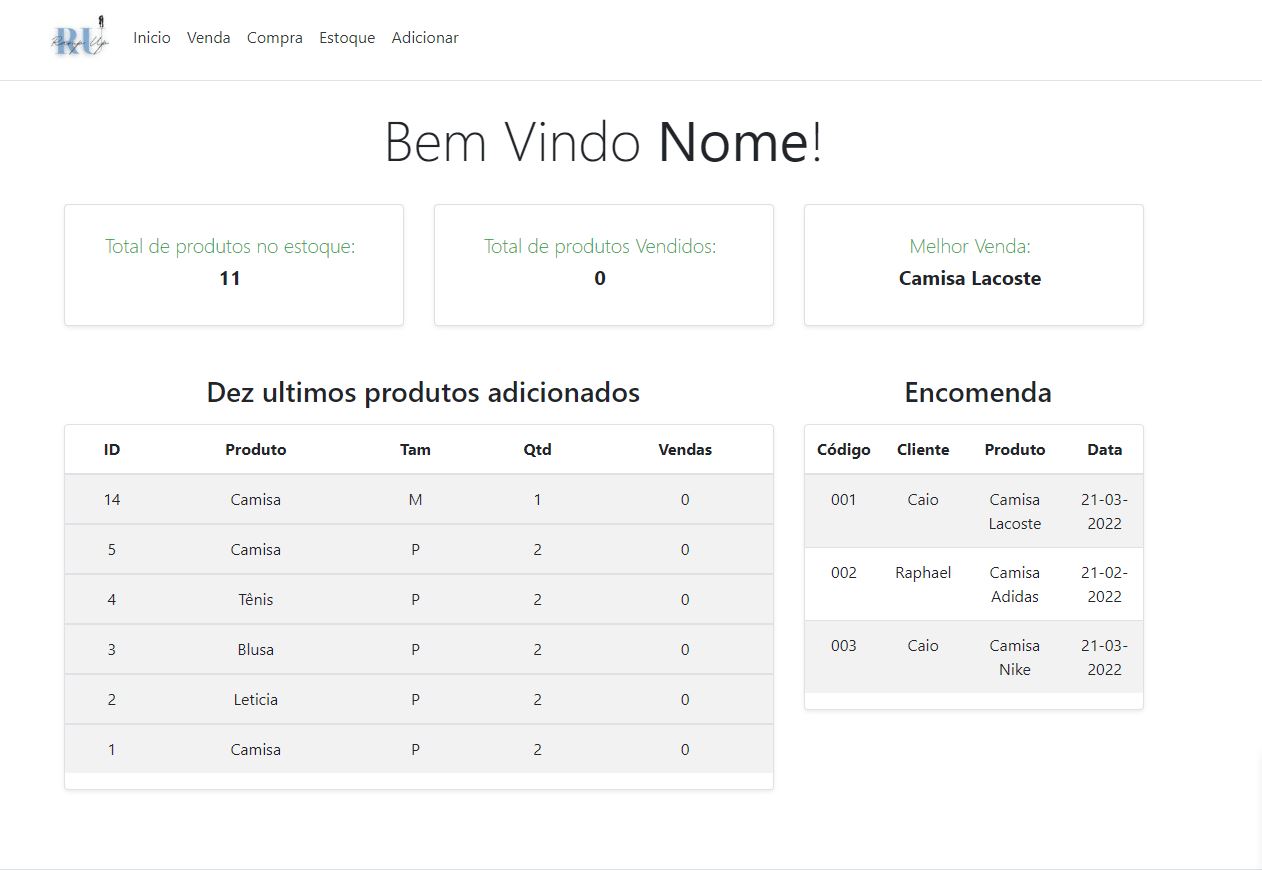 RU
Ramp Up
Inicio Venda Compra Estoque Adicionar
Bem Vindo Nome!
Total de produtos no estoque:
11
Total de produtos Vendidos:
0
Melhor Venda:
Camisa Lacoste
Dez ultimos produtos adicionados
ID Produto Tam Qtd Vendas
14 Camisa M 1 0
5 Camisa P 2 0
4 Tênis P 2 0
3 Blusa P 2 0
2 Leticia P 2 0
1 Camisa P 2 0
Encomenda
Código Cliente Produto Data
001 Caio Camisa 21-03-
Lacoste 2022
002 Raphael Camisa 21-02-
Adidas 2022
003 Caio Camisa 21-03-
Nike 2022